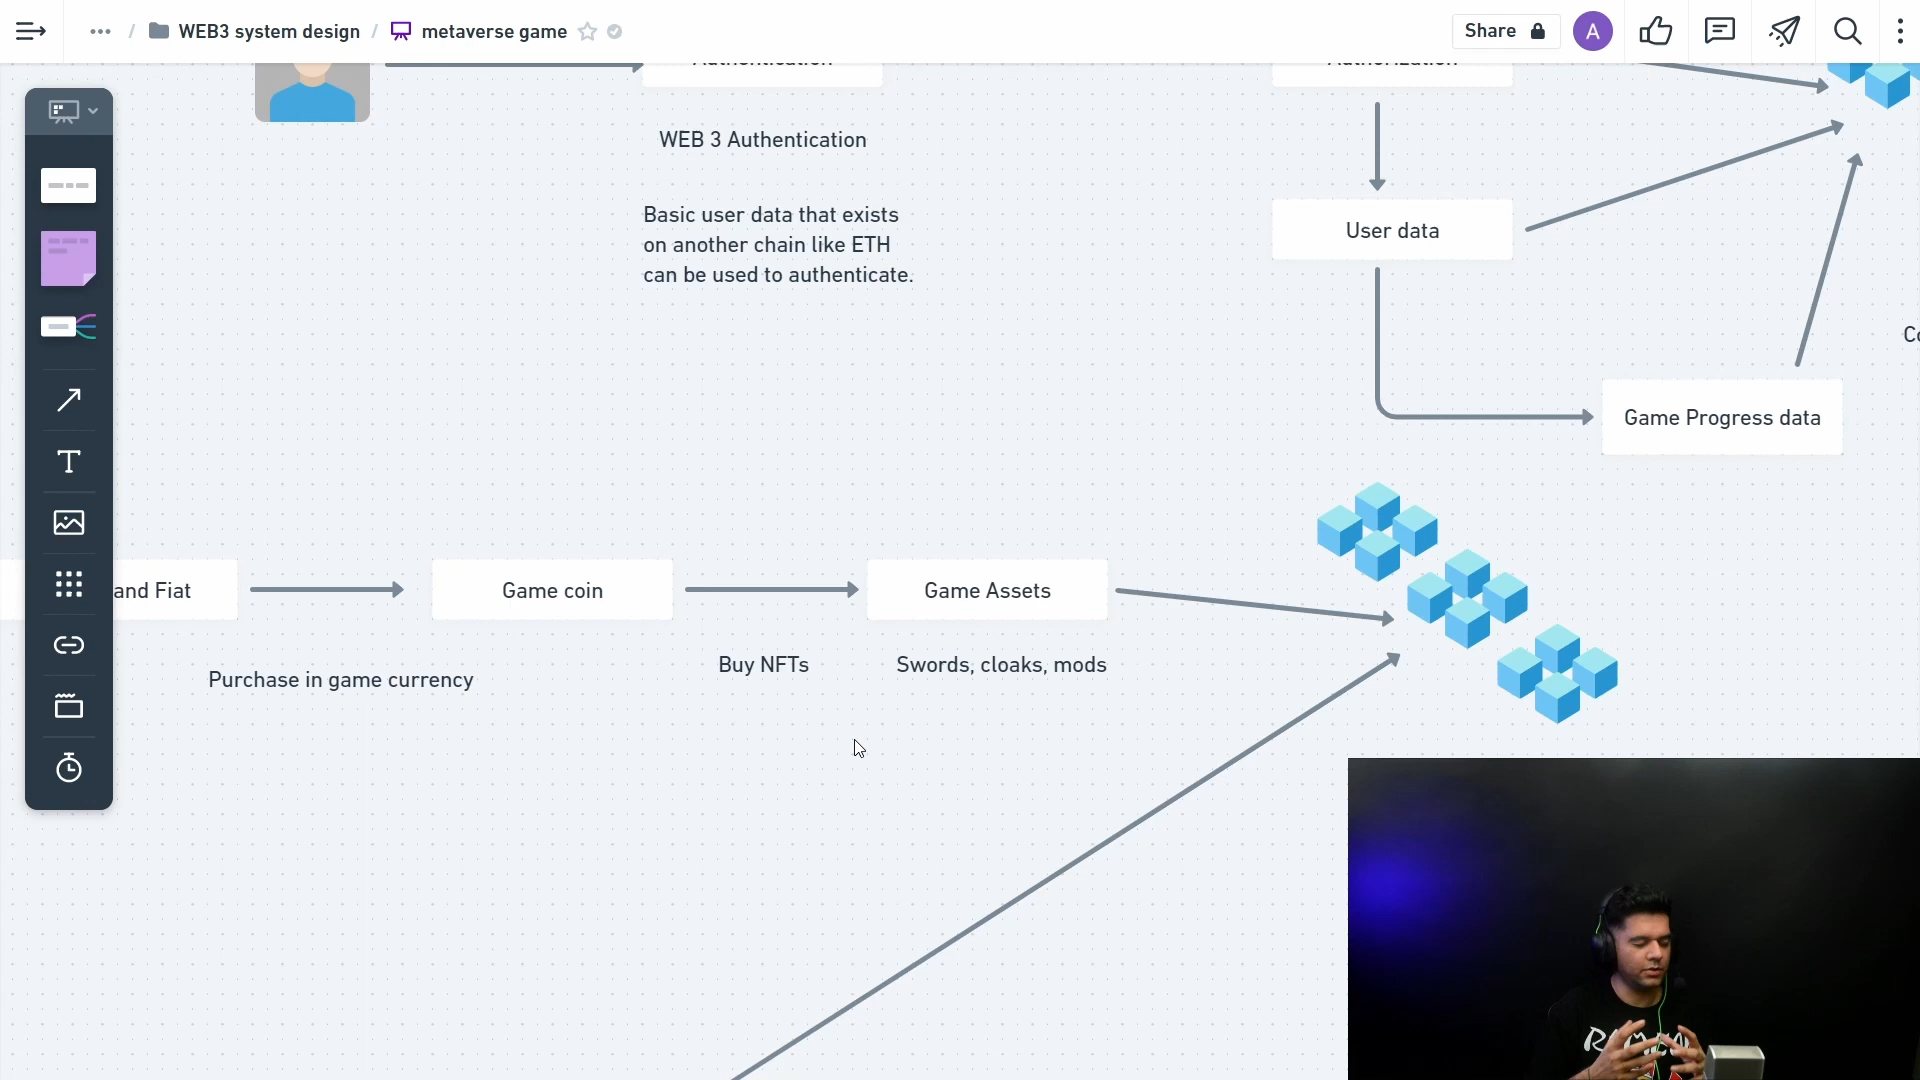 WEB3 system design / metaverse game
Share
A
Authentication
Authorization
WEB 3 Authentication
Basic user data that exists
on another chain like ETH
can be used to authenticate.
User data
Game Progress data
and Fiat
Game coin
Game Assets
Purchase in game currency
Buy NFTs
Swords, cloaks, mods